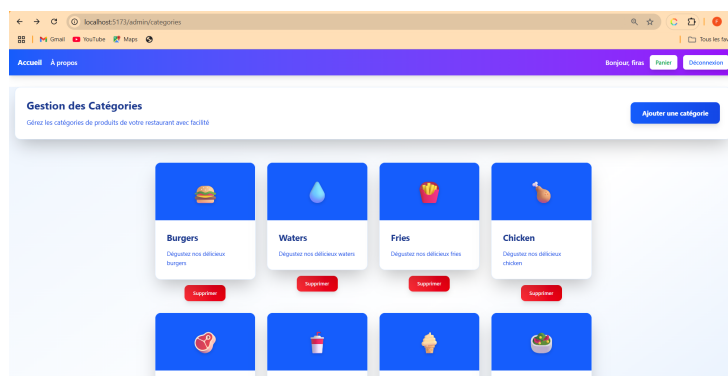 localhost:5173/admin/categories
Gmail YouTube Maps Tous les fav
Accueil À propos Bonjour, firas Panier Déconnexion
Gestion des Catégories
Gérez les catégories de produits de votre restaurant avec facilité
Ajouter une catégorie
Burgers
Dégustez nos délicieux
burgers
Supprimer
Waters
Dégustez nos délicieux waters
Supprimer
Fries
Dégustez nos délicieux fries
Supprimer
Chicken
Dégustez nos délicieux
chicken
Supprimer